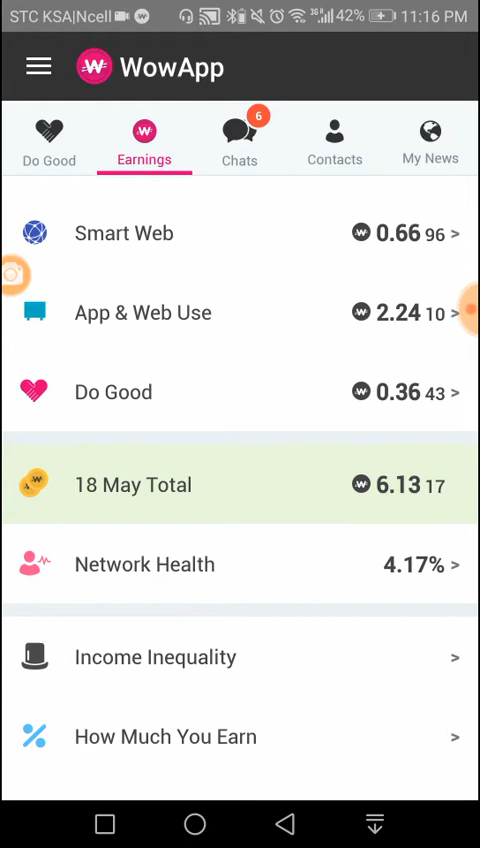 STC KSA|Ncell 3G 42% 11:16 PM
WowApp
6
Do Good Earnings Chats Contacts My News
Smart Web 0.66 96 >
App & Web Use 2.24 10 >
Do Good 0.36 43 >
18 May Total 6.13 17
Network Health 4.17% >
Income Inequality >
How Much You Earn >